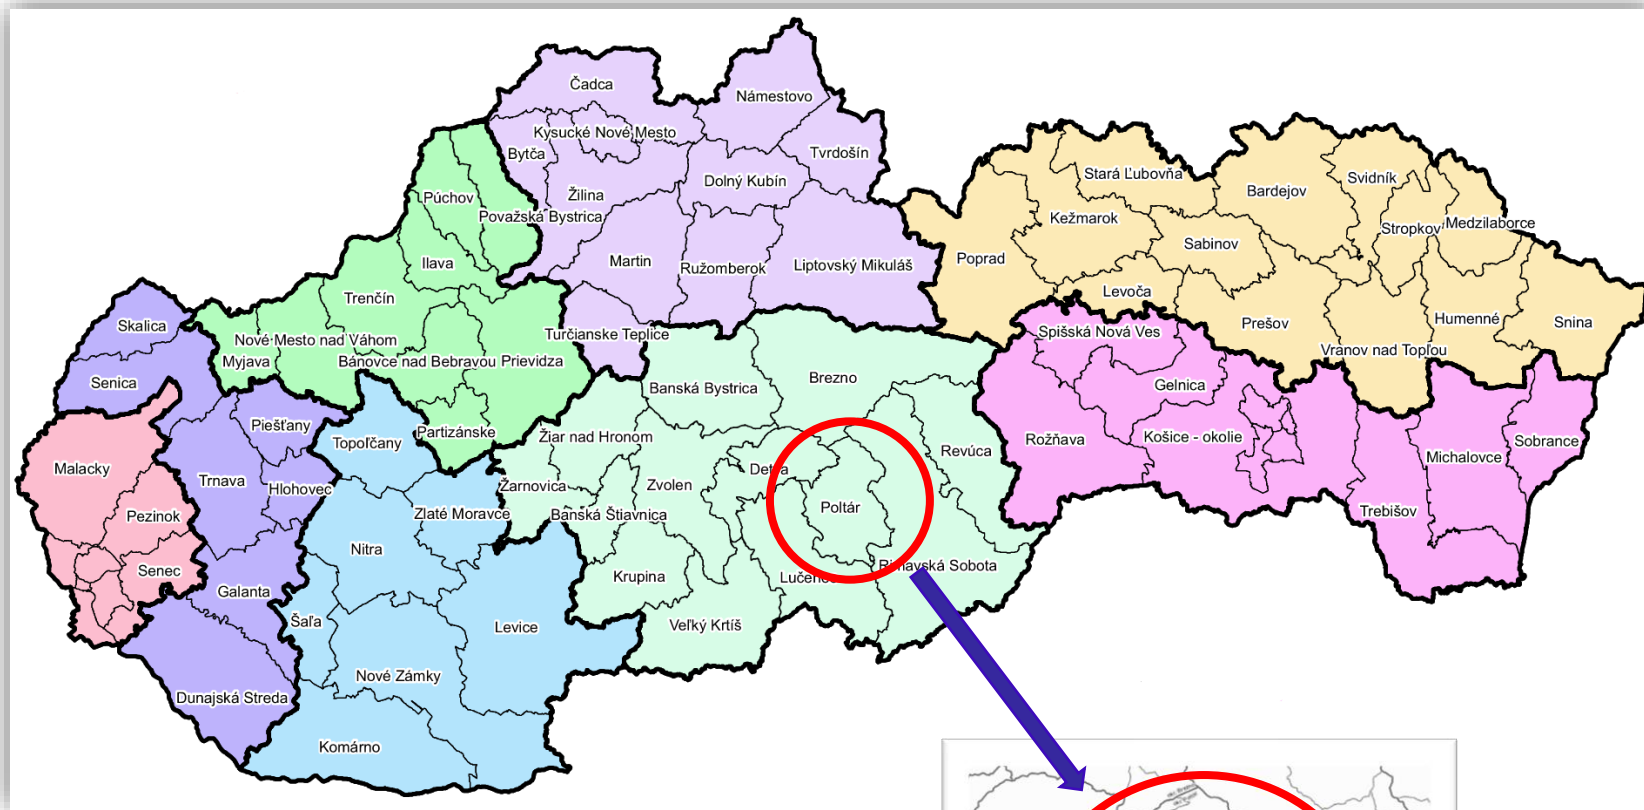 Čadca
Námestovo
Kysucké Nové Mesto
Bytča
Tvrdošín
Dolný Kubín
Žilina
Púchov
Považská Bystrica
Stará Ľubovňa
Svidník
Bardejov
Kežmarok
Medzilaborce
Stropkov
Sabinov
Ilava
Martin
Ružomberok
Liptovský Mikuláš
Poprad
Levoča
Trenčín
Prešov
Humenné
Snina
Skalica
Nové Mesto nad Váhom
Turčianske Teplice
Spišská Nová Ves
Myjava
Bánovce nad Bebravou
Prievidza
Vranov nad Topľou
Senica
Banská Bystrica
Brezno
Gelnica
Piešťany
Topoľčany
Partizánske
Žiar nad Hronom
Rožňava
Košice - okolie
Sobrance
Revúca
Michalovce
Malacky
Detva
Trnava
Hlohovec
Žarnovica
Zvolen
Poltár
Pezinok
Zlaté Moravce
Banská Štiavnica
Trebišov
Nitra
Senec
Krupina
Lučenec
Rimavská Sobota
Galanta
Šaľa
Levice
Veľký Krtíš
Nové Zámky
Dunajská Streda
Komárno